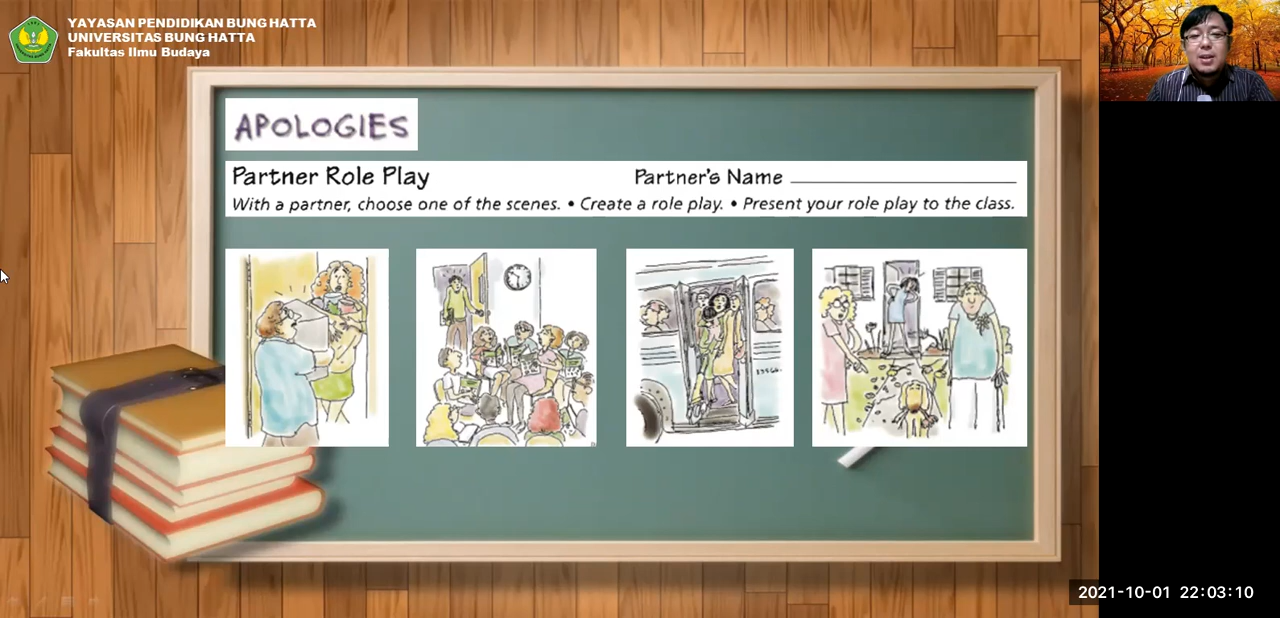 YAYASAN PENDIDIKAN BUNG HATTA
UNIVERSITAS BUNG HATTA
Fakultas Ilmu Budaya
APOLOGIES
Partner Role Play
Partner's Name
With a partner, choose one of the scenes. • Create a role play. • Present your role play to the class.
2021-10-01 22:03:10